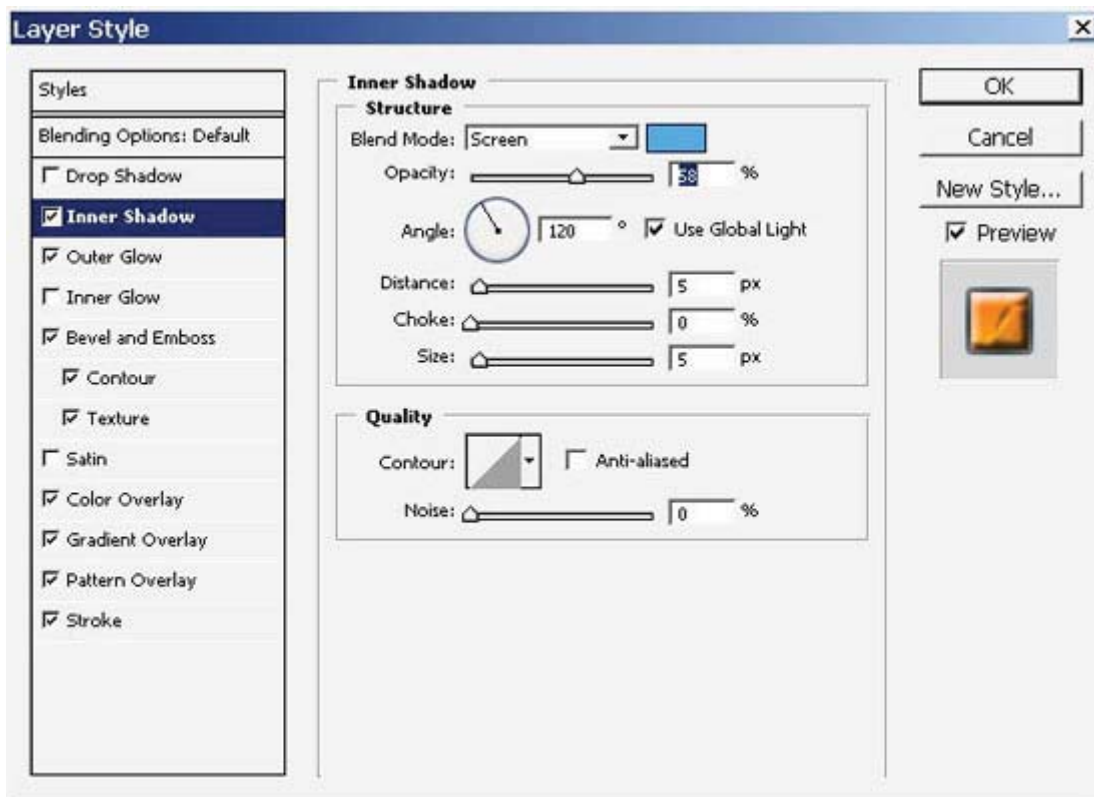 Layer Style
Styles
Blending Options: Default
Drop Shadow
Inner Shadow
Outer Glow
Inner Glow
Bevel and Emboss
Contour
Texture
Satin
Color Overlay
Gradient Overlay
Pattern Overlay
Stroke
Inner Shadow
Structure
Blend Mode: Screen
Opacity: 58 %
Angle: 120 ° Use Global Light
Distance: 5 px
Choke: 0 %
Size: 5 px
Quality
Contour: Anti-aliased
Noise: 0 %
OK
Cancel
New Style...
Preview